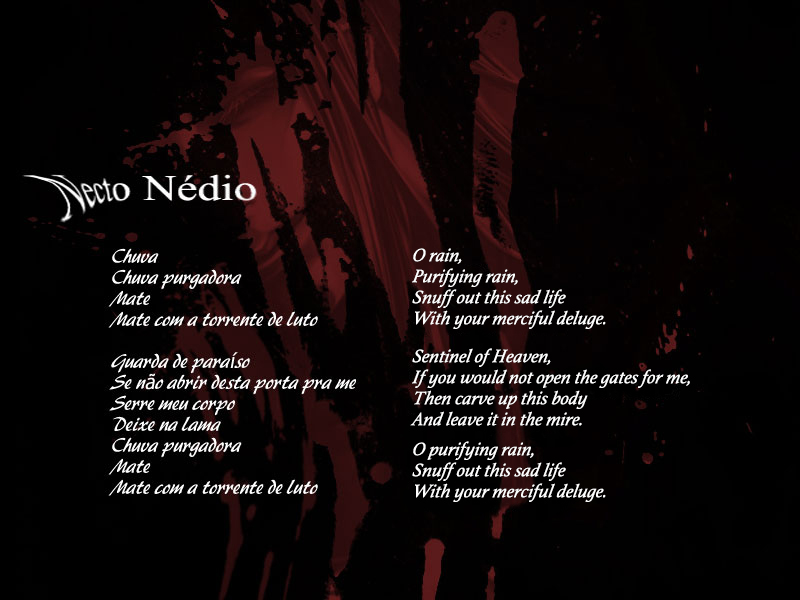 Necto Nédio
Chuva
Chuva purgadora
Mate
Mate com a torrente de luto
Guarda de paraíso
Se não abrir desta porta pra me
Serre meu corpo
Deixe na lama
Chuva purgadora
Mate
Mate com a torrente de luto
O rain,
Purifying rain,
Snuff out this sad life
With your merciful deluge.
Sentinel of Heaven,
If you would not open the gates for me,
Then carve up this body
And leave it in the mire.
O purifying rain,
Snuff out this sad life
With your merciful deluge.